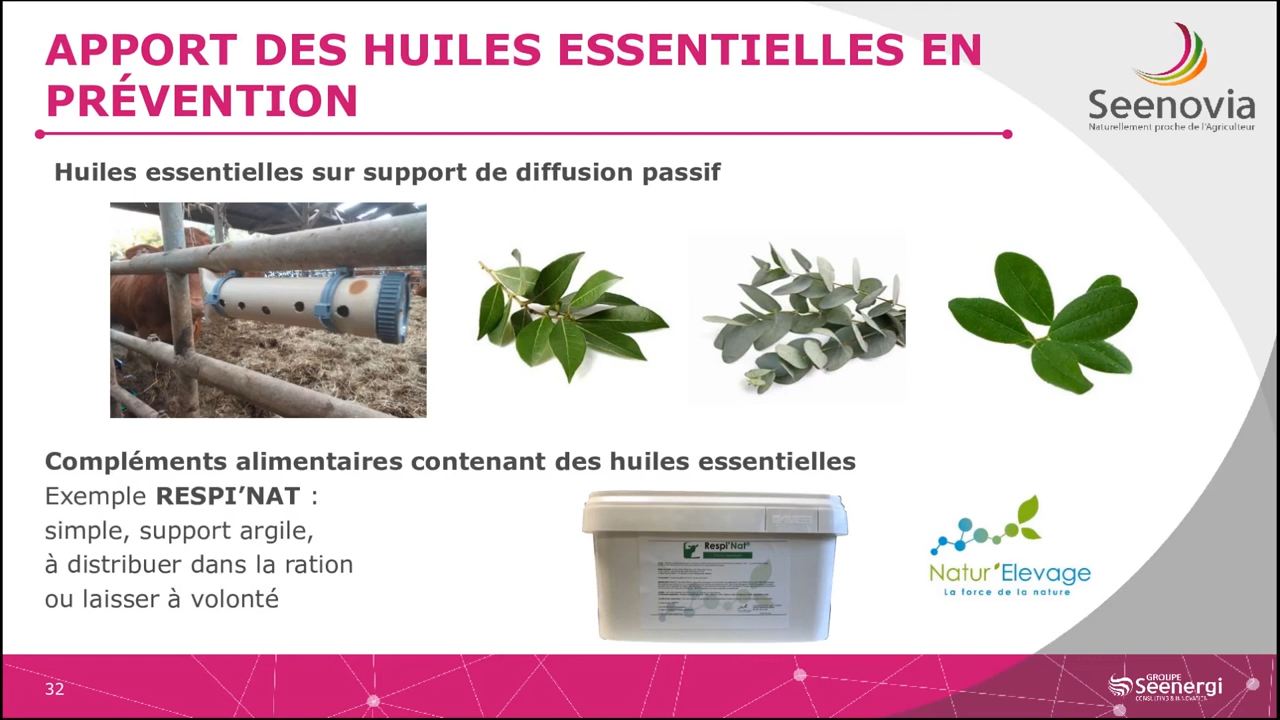 APPORT DES HUILES ESSENTIELLES EN
PRÉVENTION
Seenovia
Naturellement proche de l'Agriculteur
Huiles essentielles sur support de diffusion passif
Compléments alimentaires contenant des huiles essentielles
Exemple RESPI’NAT :
simple, support argile,
à distribuer dans la ration
ou laisser à volonté
Respi'Nat®
Natur'Elevage
La force de la nature
32
GROUPE
Seenergi
CONSULTING & INNOVATION